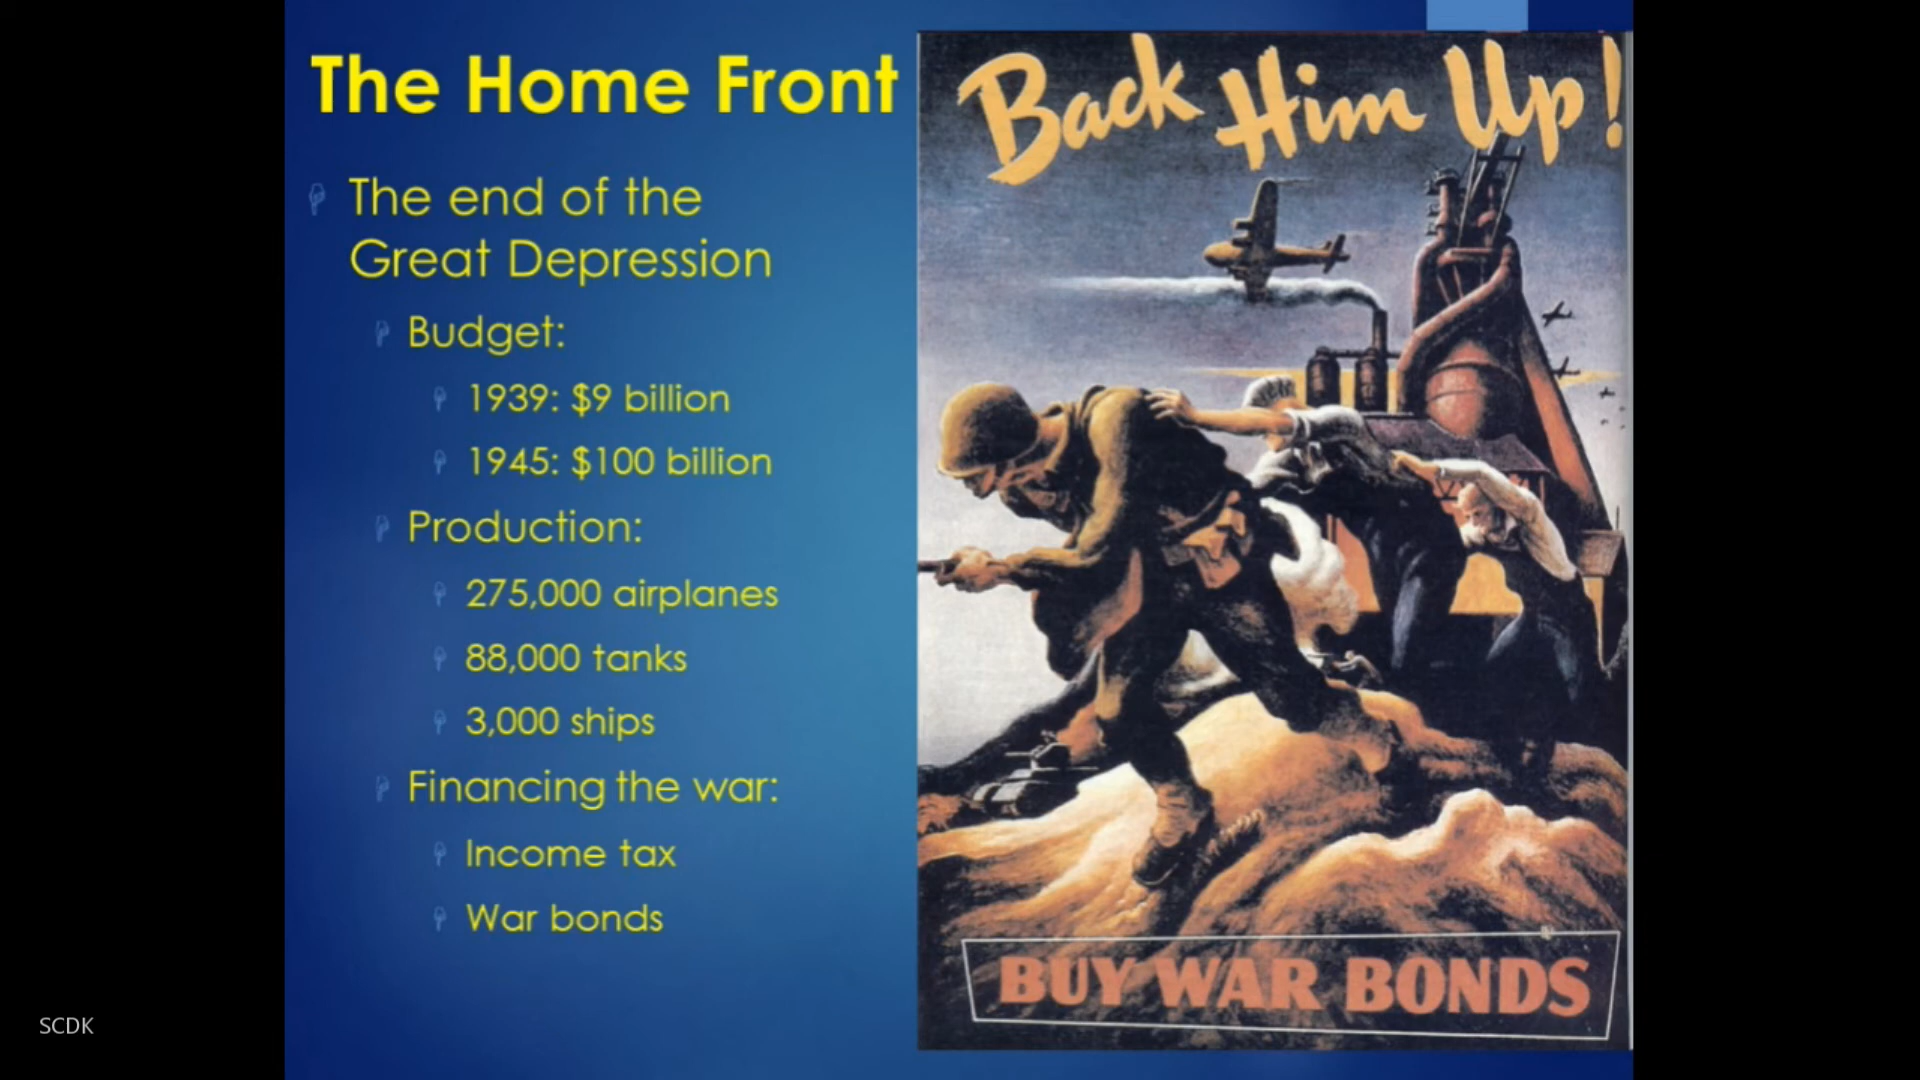 The Home Front
The end of the
Great Depression
Budget:
1939: $9 billion
1945: $100 billion
Production:
275,000 airplanes
88,000 tanks
3,000 ships
Financing the war:
Income tax
War bonds
Back Him Up!
BUY WAR BONDS
SCDK